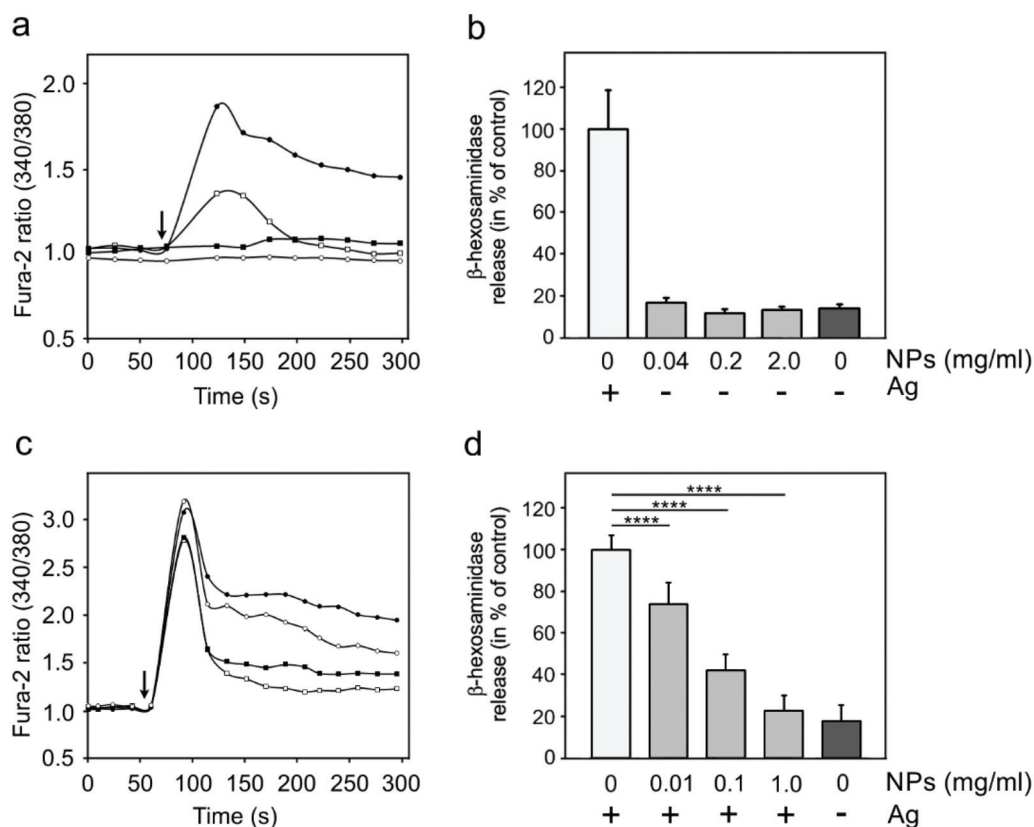 a
Fura-2 ratio (340/380)
2.0
1.5
1.0
0.5
0 50 100 150 200 250 300
Time (s)
b
β-hexosaminidase
release (in % of control)
120
100
80
60
40
20
0
0 0.04 0.2 2.0 0 NPs (mg/ml)
+ - - - - Ag
c
Fura-2 ratio (340/380)
3.0
2.5
2.0
1.5
1.0
0.5
0 50 100 150 200 250 300
Time (s)
d
β-hexosaminidase
release (in % of control)
120
100
80
60
40
20
0
****
****
****
0 0.01 0.1 1.0 0 NPs (mg/ml)
+ + + + - Ag